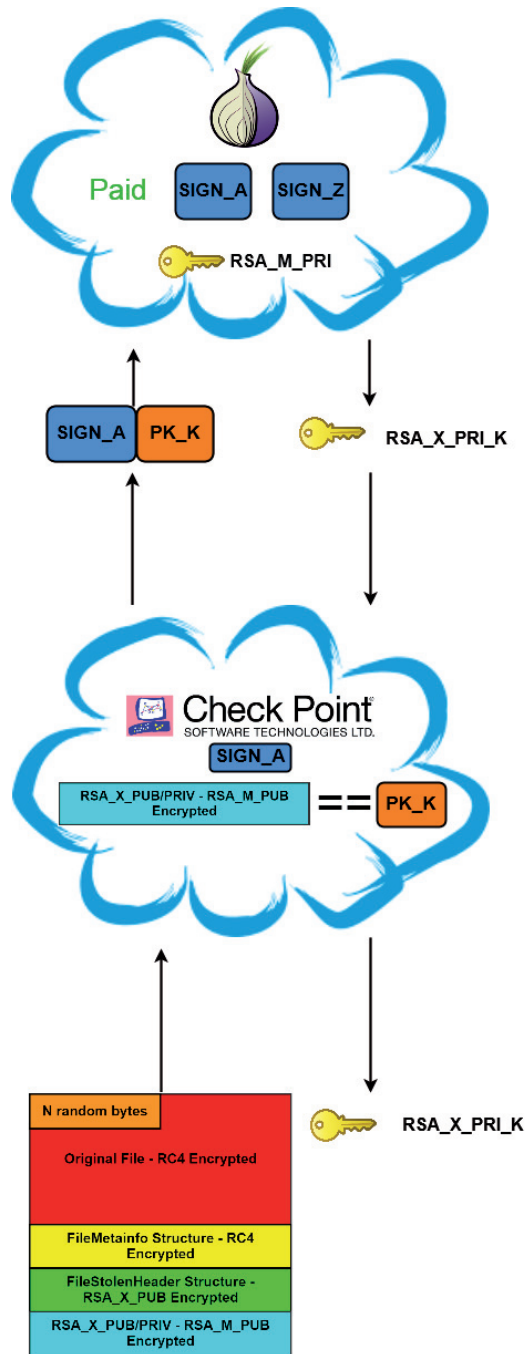 Paid
SIGN_A
SIGN_Z
RSA_M_PRI
SIGN_A
PK_K
RSA_X_PRI_K
Check Point
SOFTWARE TECHNOLOGIES LTD.
SIGN_A
RSA_X_PUB/PRIV - RSA_M_PUB
Encrypted
==
PK_K
N random bytes
RSA_X_PRI_K
Original File - RC4 Encrypted
FileMetainfo Structure - RC4
Encrypted
FileStolenHeader Structure -
RSA_X_PUB Encrypted
RSA_X_PUB/PRIV - RSA_M_PUB
Encrypted